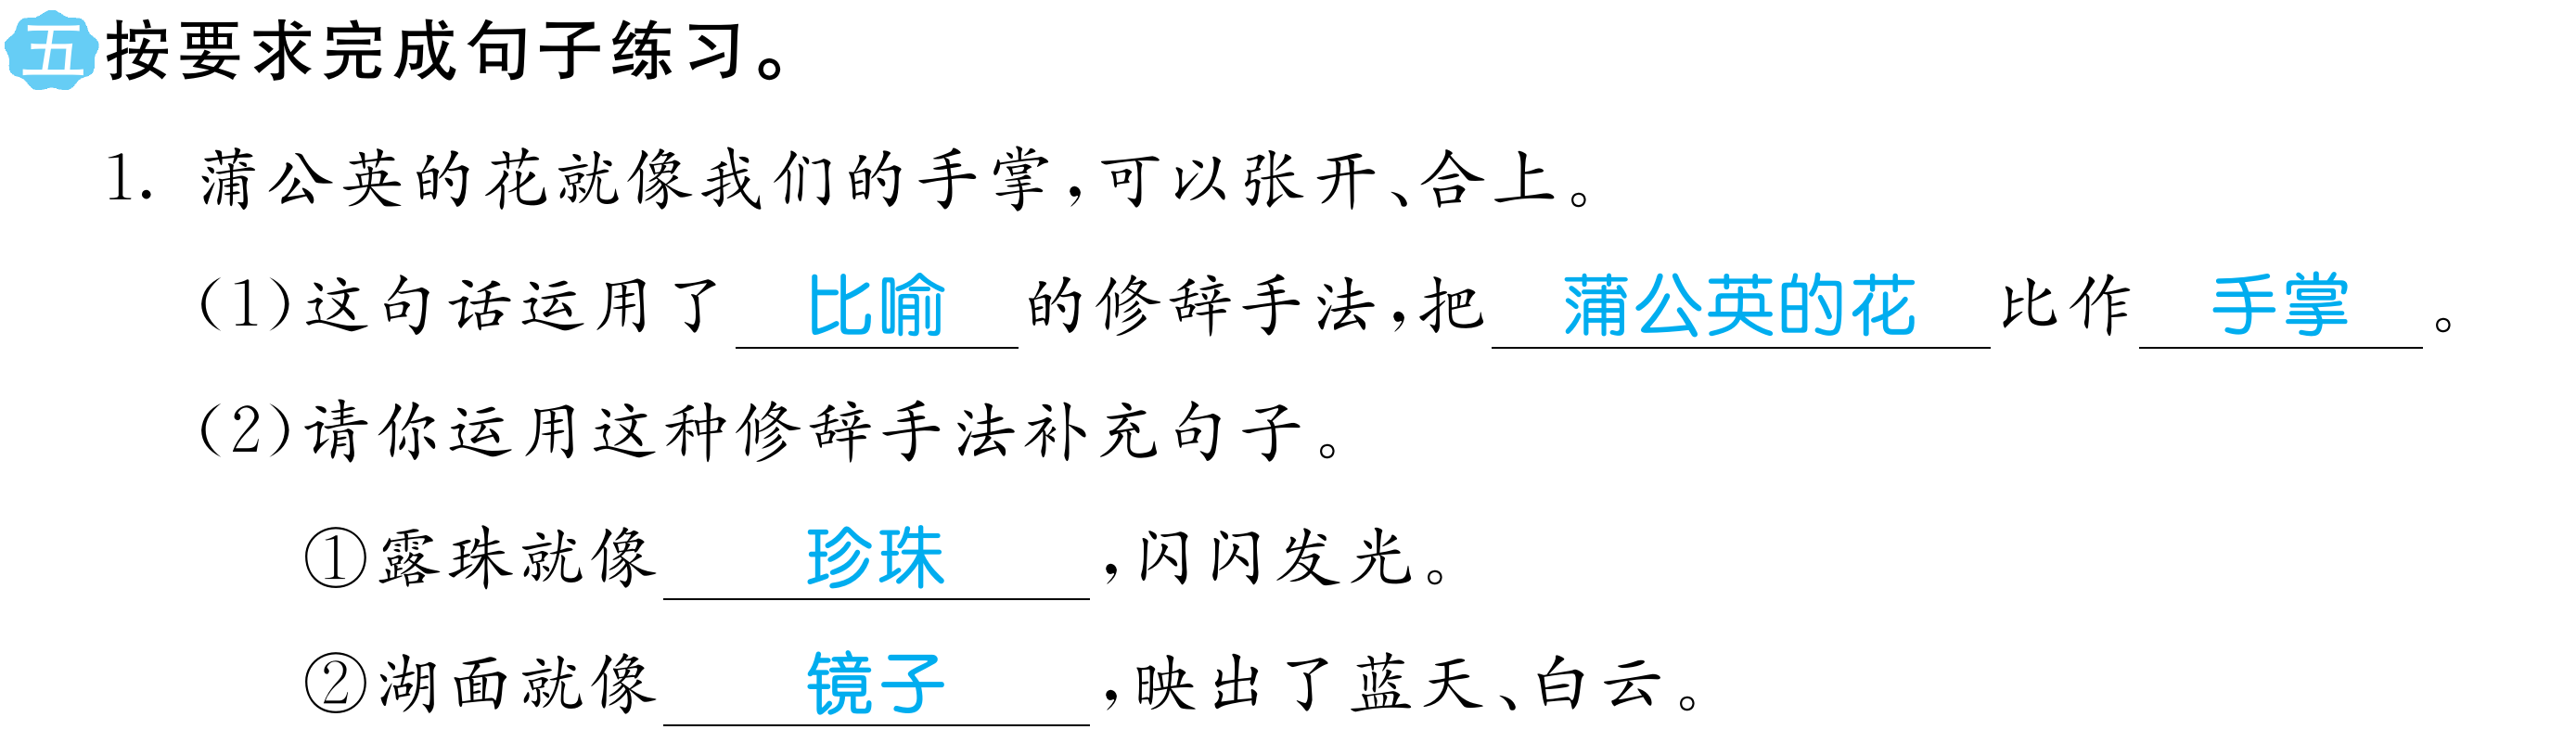 五 按要求完成句子练习。
1. 蒲公英的花就像我们的手掌,可以张开、合上。
(1)这句话运用了 比喻 的修辞手法,把 蒲公英的花 比作 手掌 。
(2)请你运用这种修辞手法补充句子。
①露珠就像 珍珠 ,闪闪发光。
②湖面就像 镜子 ,映出了蓝天、白云。